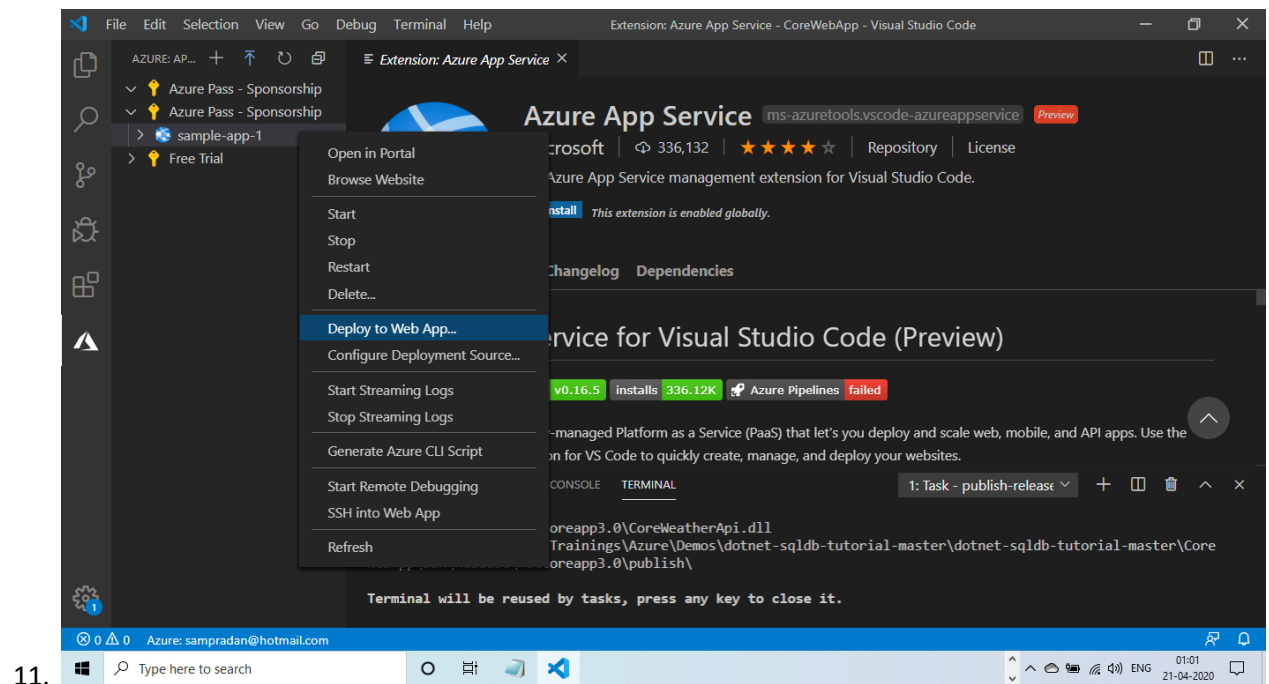 File Edit Selection View Go Debug Terminal Help Extension: Azure App Service - CoreWebApp - Visual Studio Code
AZURE: AP...
Extension: Azure App Service
Azure Pass - Sponsorship
Azure Pass - Sponsorship
sample-app-1
Free Trial
Open in Portal
Browse Website
Start
Stop
Restart
Delete...
Deploy to Web App...
Configure Deployment Source...
Start Streaming Logs
Stop Streaming Logs
Generate Azure CLI Script
Start Remote Debugging
SSH into Web App
Refresh
Azure App Service ms-azuretools.vscode-azureappservice Preview
crosoft 336,132 Repository License
Azure App Service management extension for Visual Studio Code.
nstall This extension is enabled globally.
Changelog Dependencies
ervice for Visual Studio Code (Preview)
v0.16.5 installs 336.12K Azure Pipelines failed
-managed Platform as a Service (PaaS) that let's you deploy and scale web, mobile, and API apps. Use the
on for VS Code to quickly create, manage, and deploy your websites.
CONSOLE TERMINAL 1: Task - publish-release
oreapp3.0\CoreWeatherApi.dll
Trainings\Azure\Demos\dotnet-sqldb-tutorial-master\dotnet-sqldb-tutorial-master\Core
oreapp3.0\publish\
Terminal will be reused by tasks, press any key to close it.
1
0 0 Azure: sampradan@hotmail.com
11.
Type here to search
ENG 01:01
21-04-2020